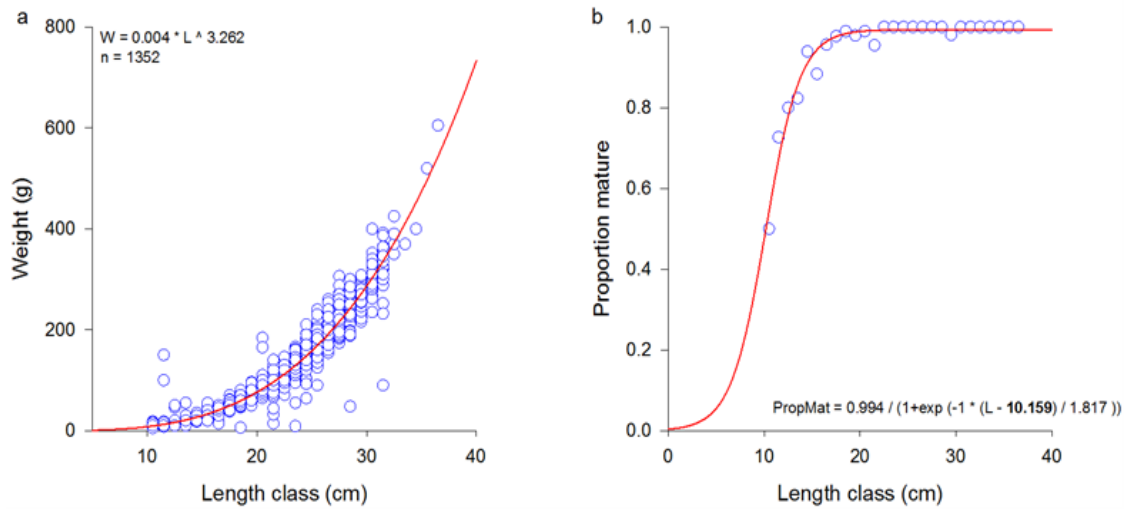 a
W = 0.004 * L ^ 3.262
n = 1352
800
600
400
200
0
Weight (g)
10
20
30
40
Length class (cm)
b
1.0
0.8
0.6
0.4
0.2
0.0
Proportion mature
PropMat = 0.994 / (1+exp (-1 * (L - 10.159) / 1.817 ))
0
10
20
30
40
Length class (cm)